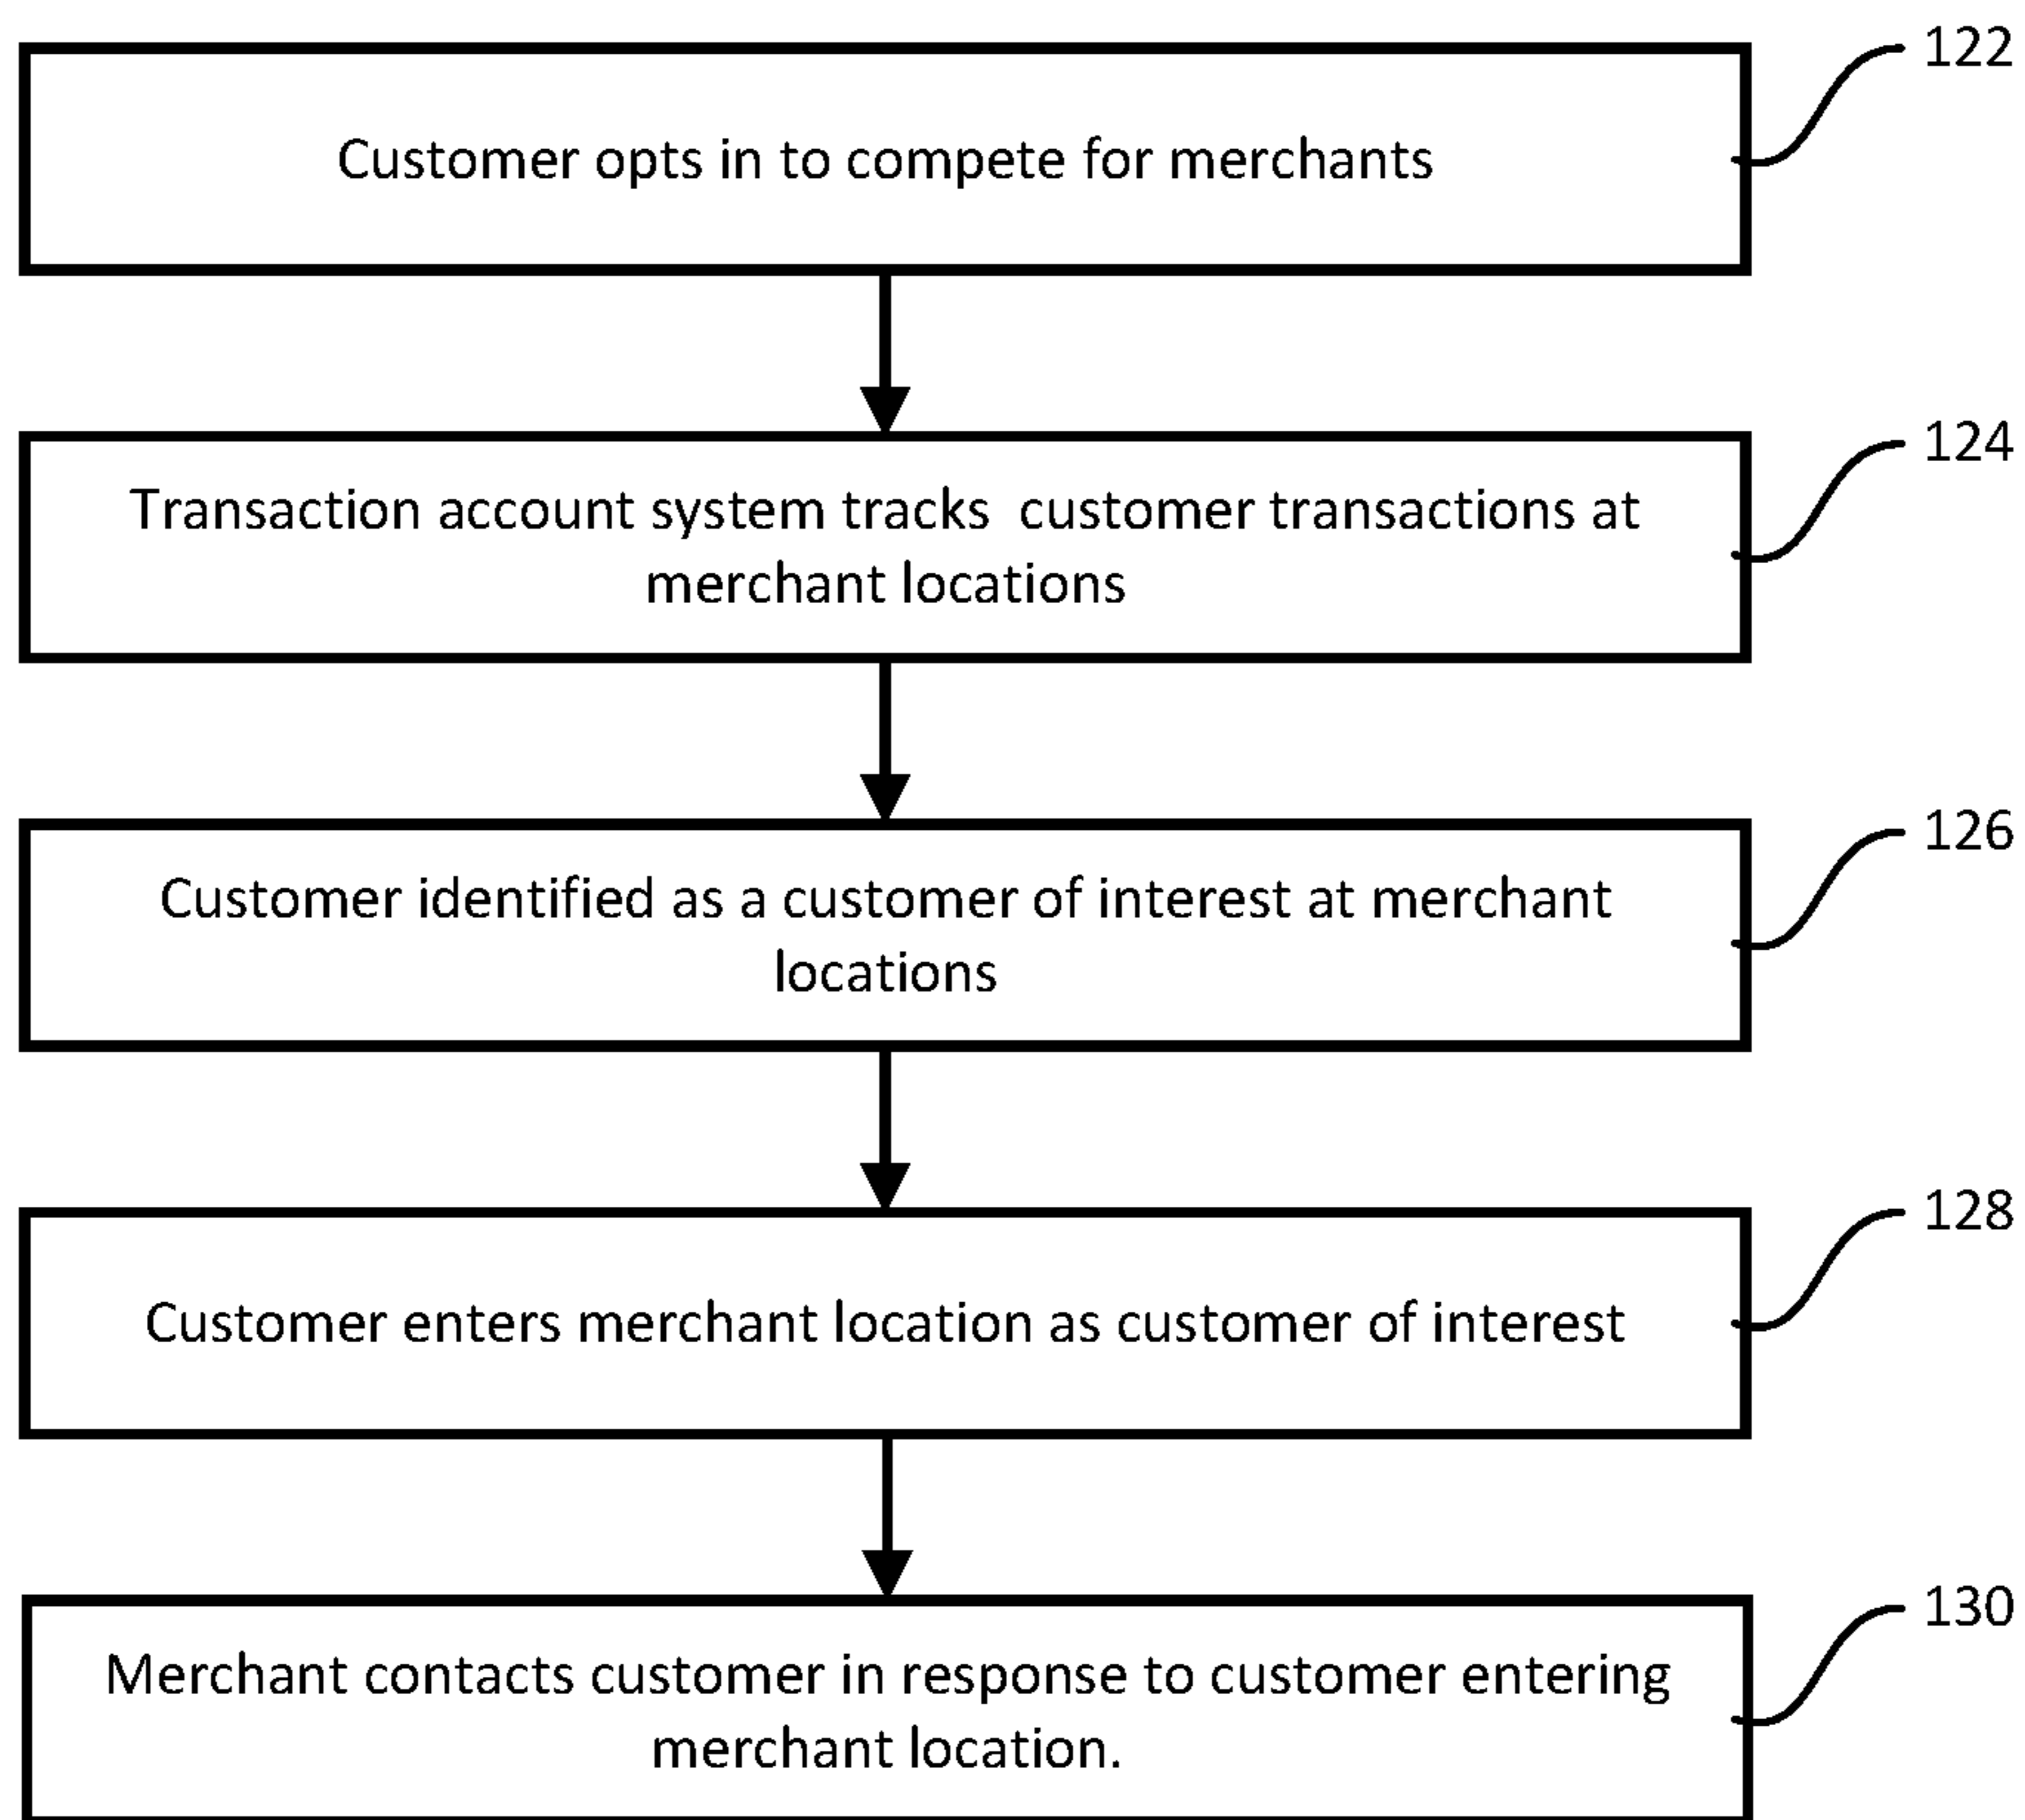 122
Customer opts in to compete for merchants
124
Transaction account system tracks  customer transactions at
merchant locations
126
Customer identified as a customer of interest at merchant
locations
128
Customer enters merchant location as customer of interest
130
Merchant contacts customer in response to customer entering
merchant location.